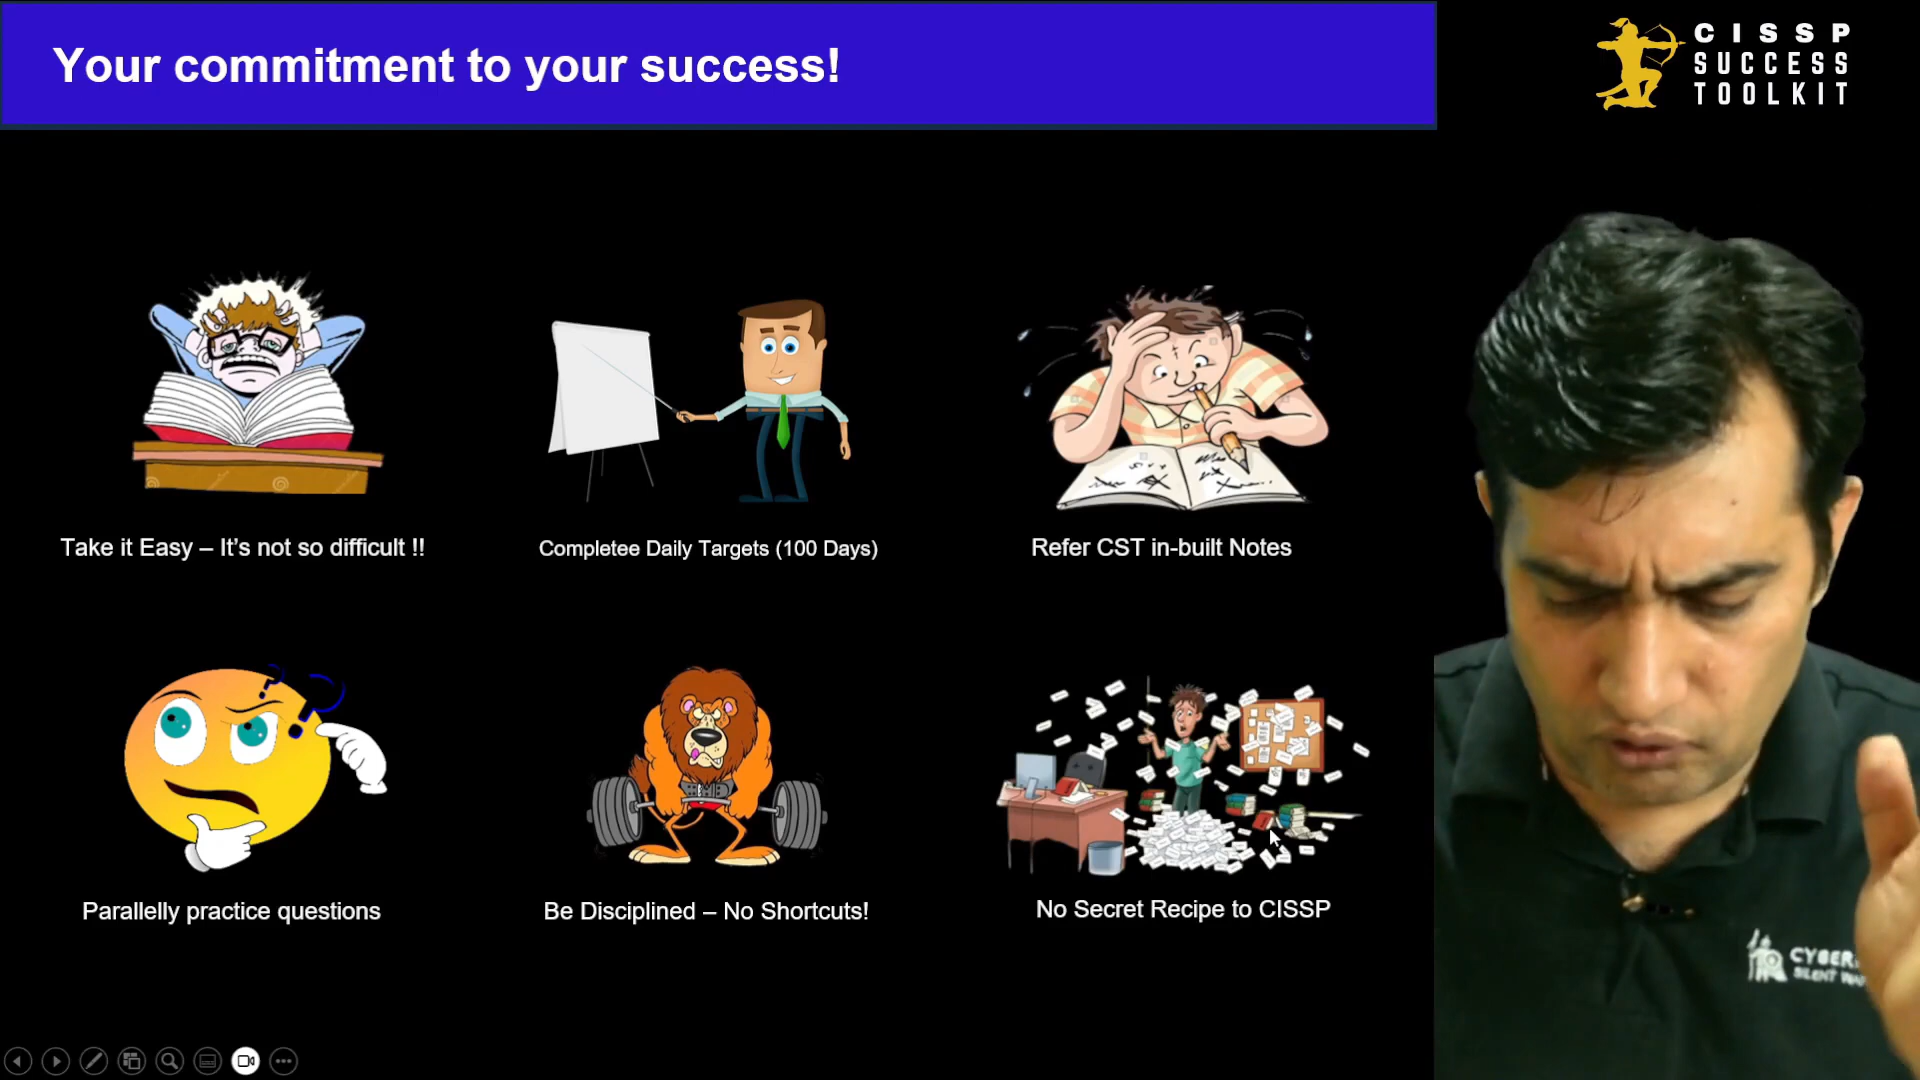 Your commitment to your success!
CISSP
SUCCESS
TOOLKIT
Take it Easy – It's not so difficult !!
Completee Daily Targets (100 Days)
Refer CST in-built Notes
Parallelly practice questions
Be Disciplined – No Shortcuts!
No Secret Recipe to CISSP
CYBER
SILENT